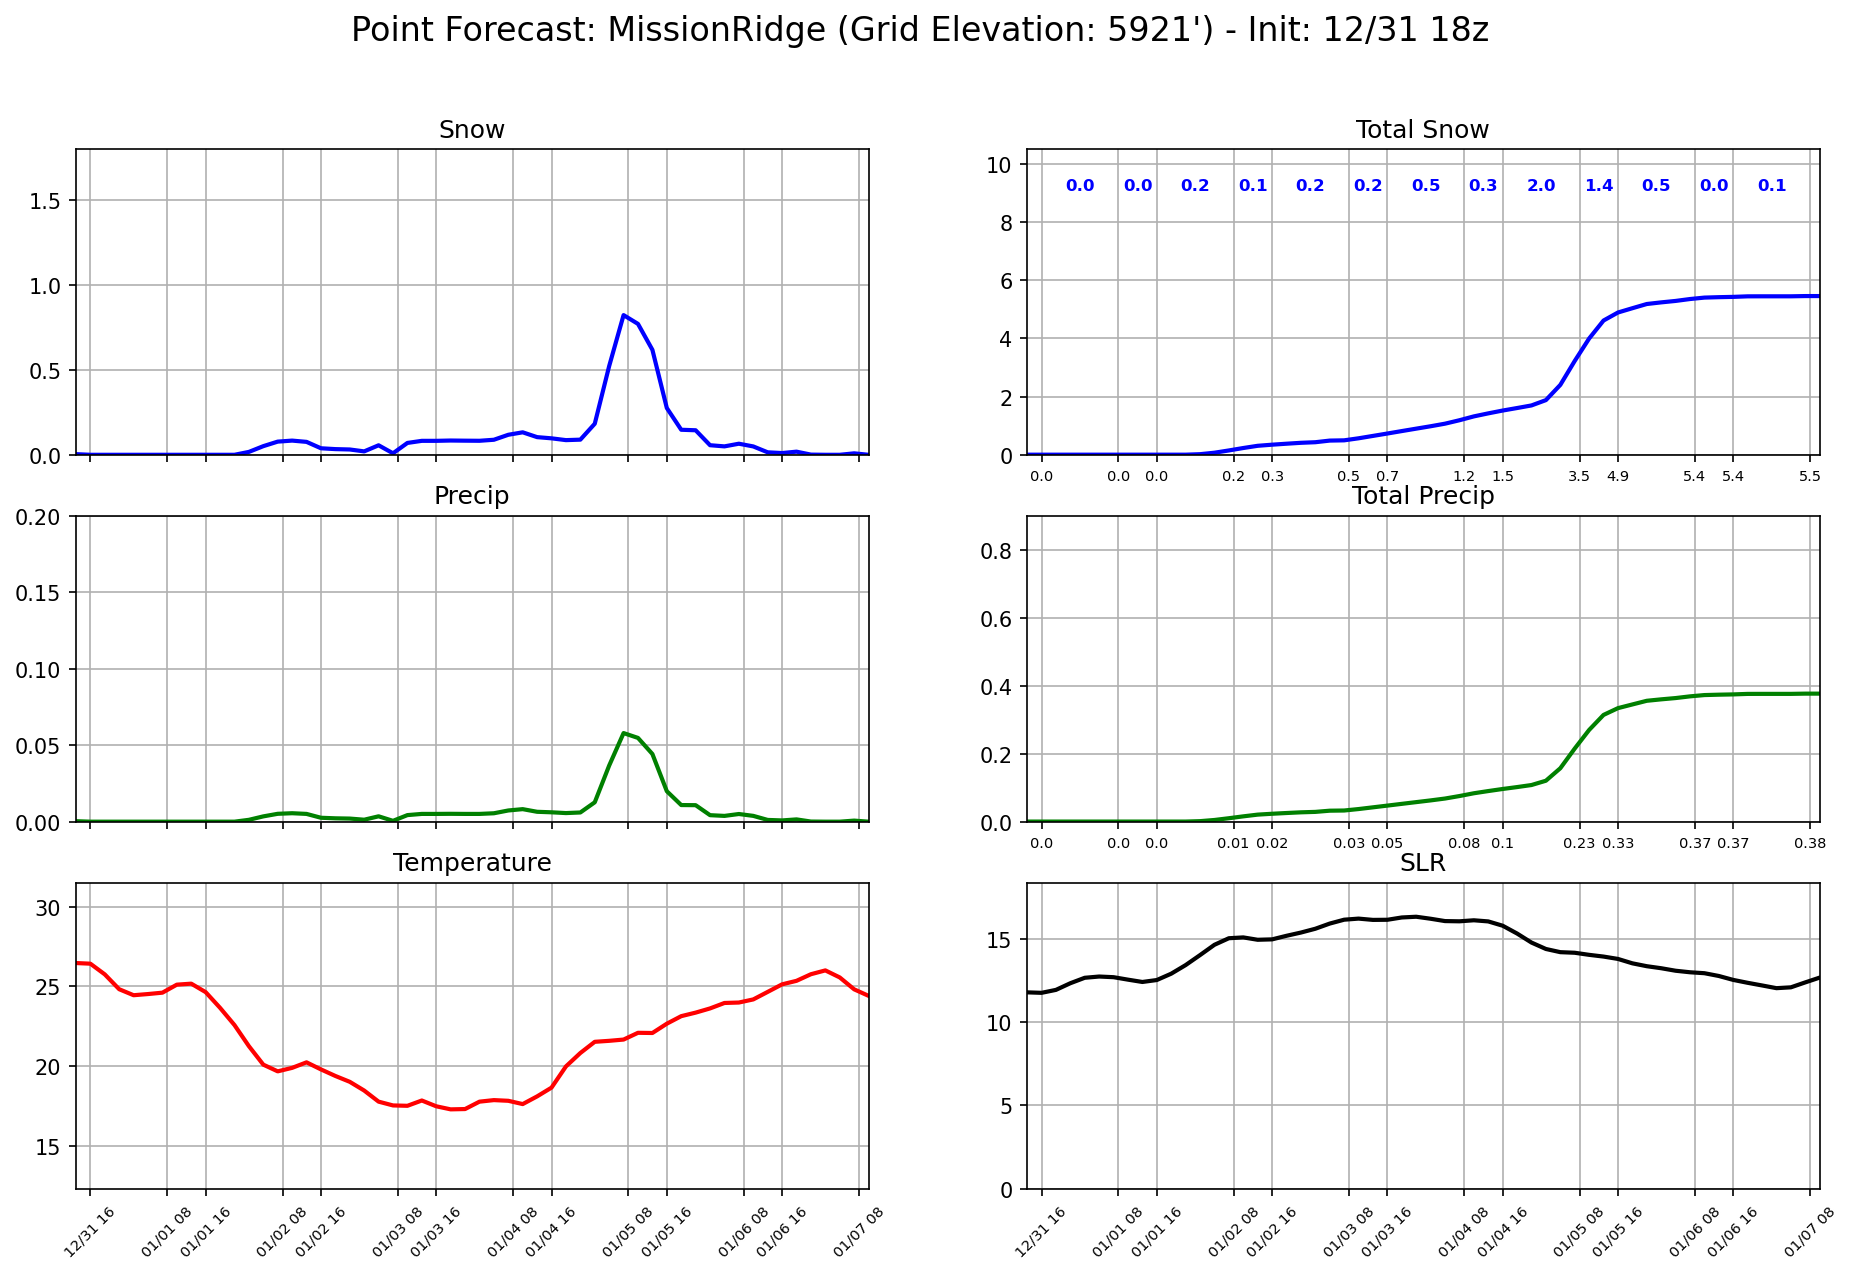 Point Forecast: MissionRidge (Grid Elevation: 5921') - Init: 12/31 18z
Snow
1.5
1.0
0.5
0.0
Total Snow
10
8
6
4
2
0
0.0 0.0 0.2 0.1 0.2 0.2 0.5 0.3 2.0 1.4 0.5 0.0 0.1
0.0 0.0 0.0 0.2 0.3 0.5 0.7 1.2 1.5 3.5 4.9 5.4 5.4 5.5
Precip
0.20
0.15
0.10
0.05
0.00
Total Precip
0.8
0.6
0.4
0.2
0.0
0.0 0.0 0.0 0.01 0.02 0.03 0.05 0.08 0.1 0.23 0.33 0.37 0.37 0.38
Temperature
30
25
20
15
12/31 16 01/01 08 01/01 16 01/02 08 01/02 16 01/03 08 01/03 16 01/04 08 01/04 16 01/05 08 01/05 16 01/06 08 01/06 16 01/07 08
SLR
15
10
5
0
12/31 16 01/01 08 01/01 16 01/02 08 01/02 16 01/03 08 01/03 16 01/04 08 01/04 16 01/05 08 01/05 16 01/06 08 01/06 16 01/07 08